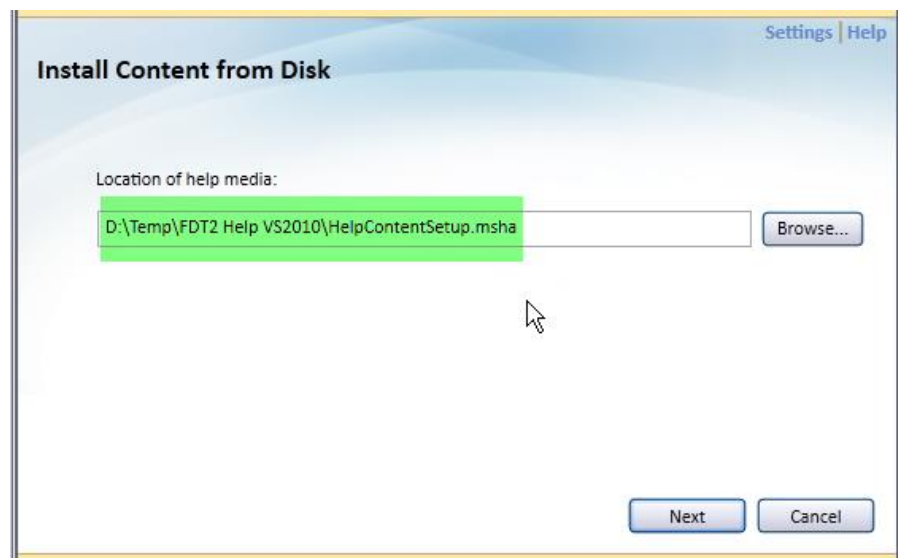 Settings | Help
Install Content from Disk
Location of help media:
D:\Temp\FDT2 Help VS2010\HelpContentSetup.msha
Browse...
Next
Cancel